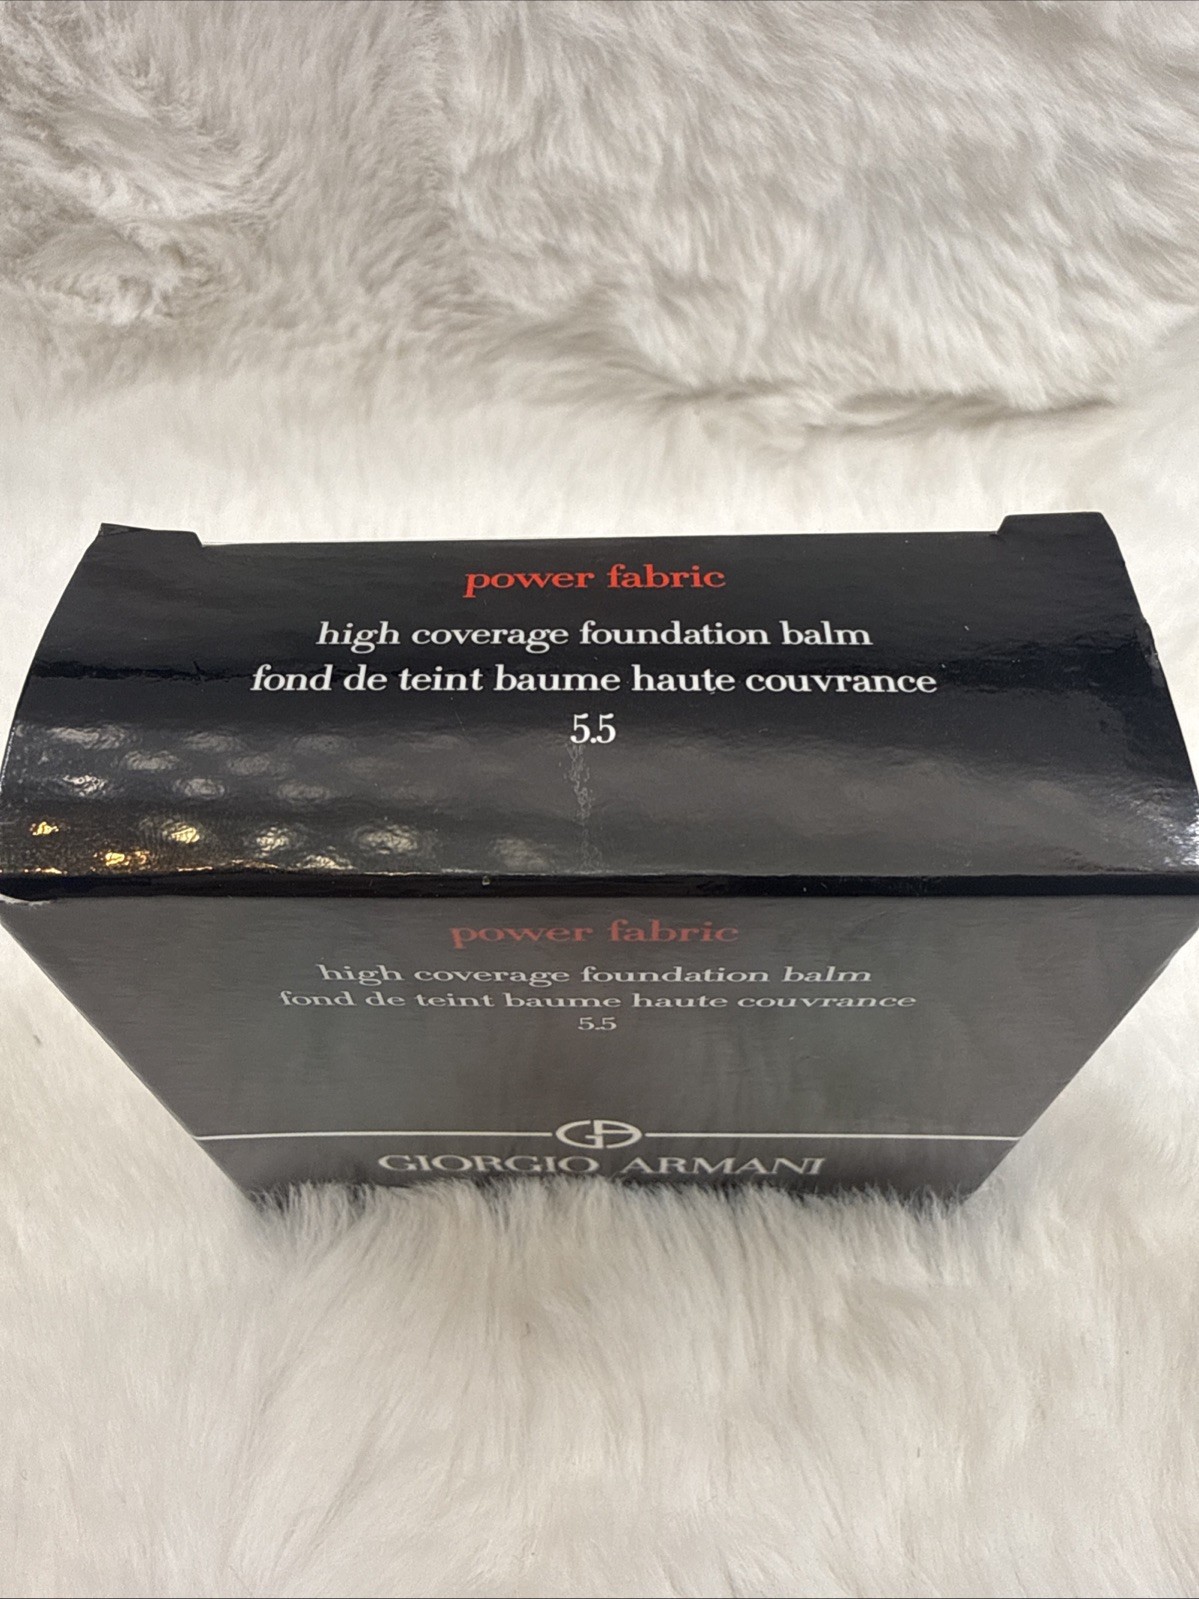 power fabric
high coverage foundation balm
fond de teint baume haute couvrance
5.5
power fabric
high coverage foundation balm
fond de teint baume haute couvrance
5.5
GA
GIORGIO ARMANI